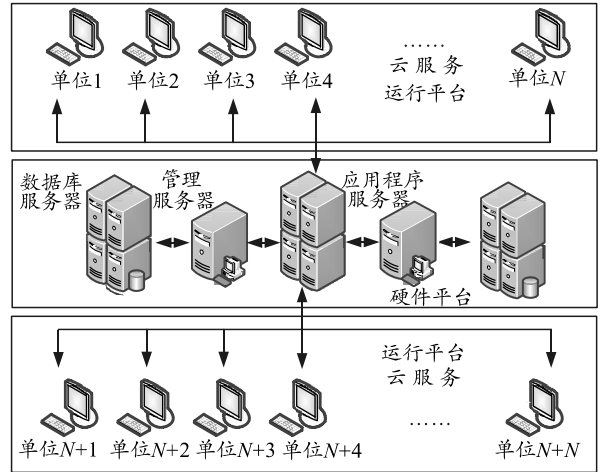 单位1
单位2
单位3
单位4
……
云服务
运行平台
单位N
数据库
服务器
管理
服务器
应用程序
服务器
硬件平台
运行平台
云服务
……
单位N+1
单位N+2
单位N+3
单位N+4
单位N+N